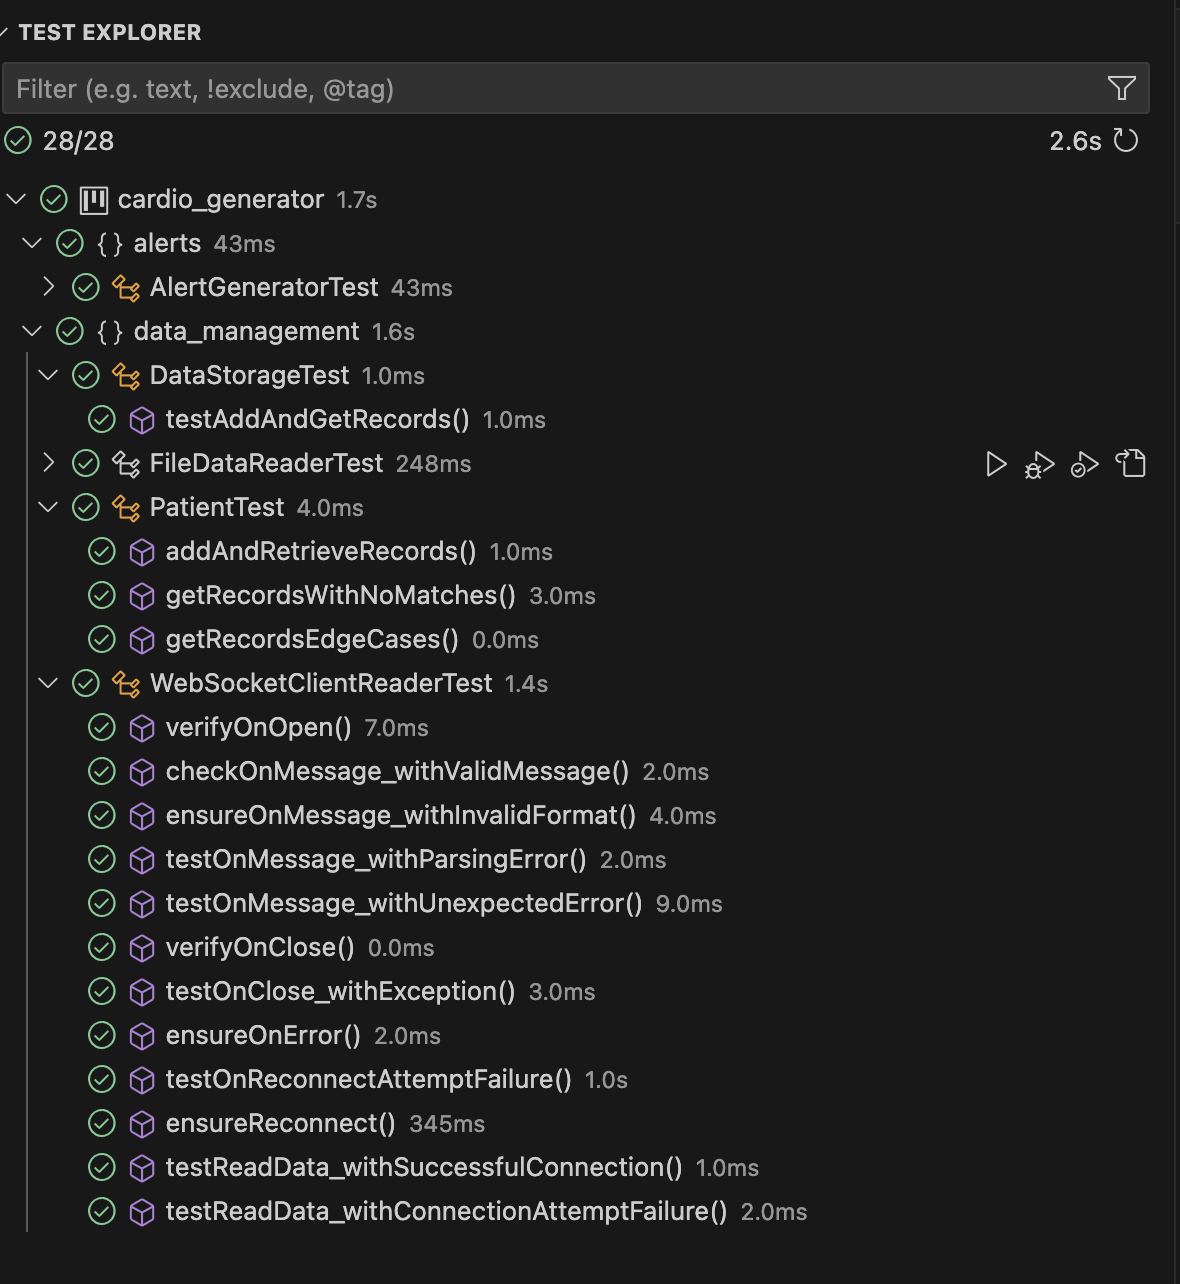 TEST EXPLORER
Filter (e.g. text, !exclude, @tag)
28/28 2.6s
cardio_generator 1.7s
{} alerts 43ms
AlertGeneratorTest 43ms
{} data_management 1.6s
DataStorageTest 1.0ms
testAddAndGetRecords() 1.0ms
FileDataReaderTest 248ms
PatientTest 4.0ms
addAndRetrieveRecords() 1.0ms
getRecordsWithNoMatches() 3.0ms
getRecordsEdgeCases() 0.0ms
WebSocketClientReaderTest 1.4s
verifyOnOpen() 7.0ms
checkOnMessage_withValidMessage() 2.0ms
ensureOnMessage_withInvalidFormat() 4.0ms
testOnMessage_withParsingError() 2.0ms
testOnMessage_withUnexpectedError() 9.0ms
verifyOnClose() 0.0ms
testOnClose_withException() 3.0ms
ensureOnError() 2.0ms
testOnReconnectAttemptFailure() 1.0s
ensureReconnect() 345ms
testReadData_withSuccessfulConnection() 1.0ms
testReadData_withConnectionAttemptFailure() 2.0ms